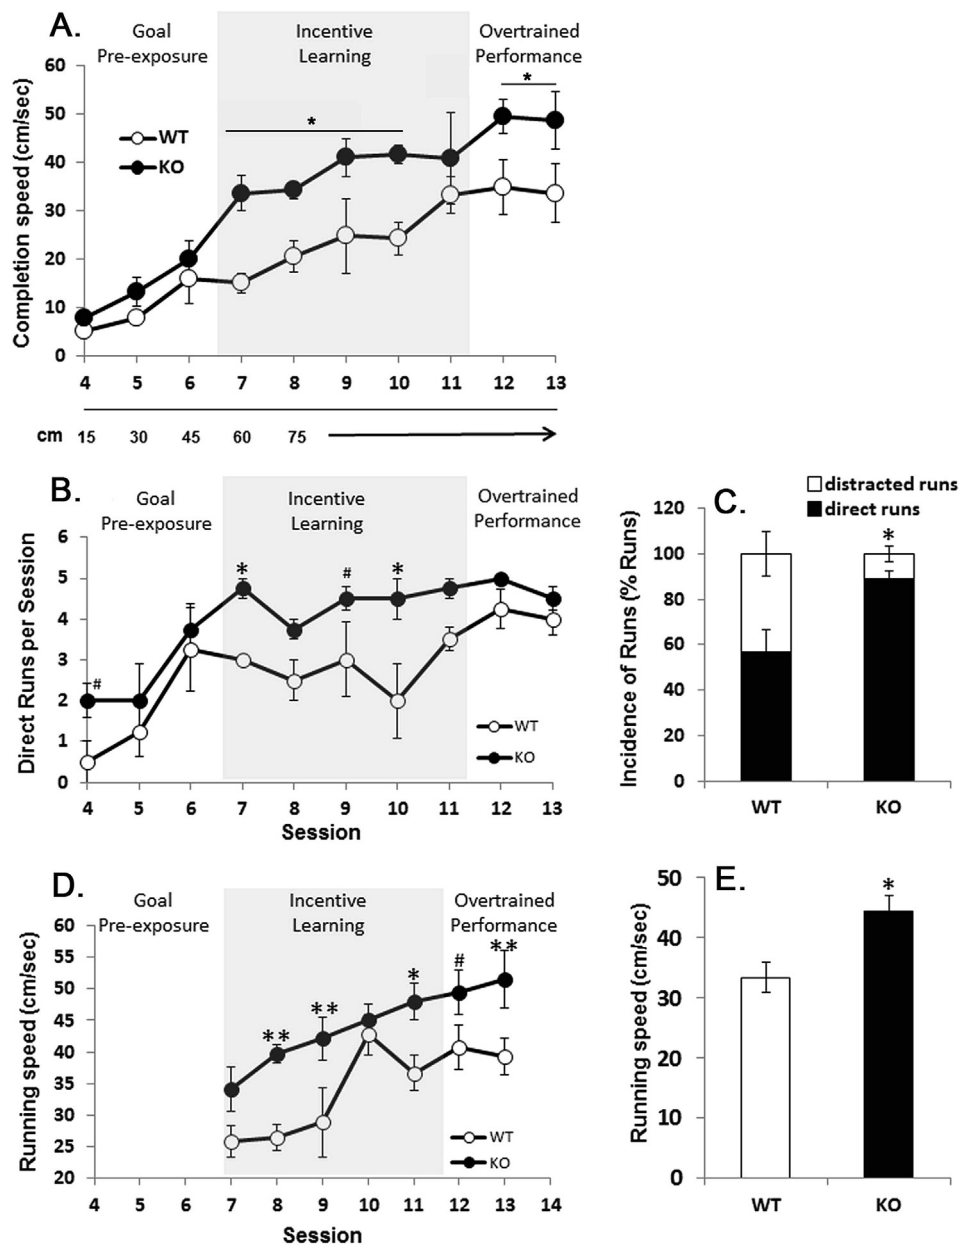 A.
Goal
Pre-exposure
Incentive
Learning
Overtrained
Performance
Completion speed (cm/sec)
60
50
40
30
20
10
0
WT
KO
*
*
4 5 6 7 8 9 10 11 12 13
cm 15 30 45 60 75
B.
Goal
Pre-exposure
Incentive
Learning
Overtrained
Performance
Direct Runs per Session
6
5
4
3
2
1
0
#
*
#
*
WT
KO
4 5 6 7 8 9 10 11 12 13
Session
C.
distracted runs
direct runs
Incidence of Runs (% Runs)
120
100
80
60
40
20
0
*
WT KO
D.
Goal
Pre-exposure
Incentive
Learning
Overtrained
Performance
Running speed (cm/sec)
60
55
50
45
40
35
30
25
20
**
**
*
#
**
WT
KO
4 5 6 7 8 9 10 11 12 13 14
Session
E.
Running speed (cm/sec)
50
40
30
20
10
0
*
WT KO